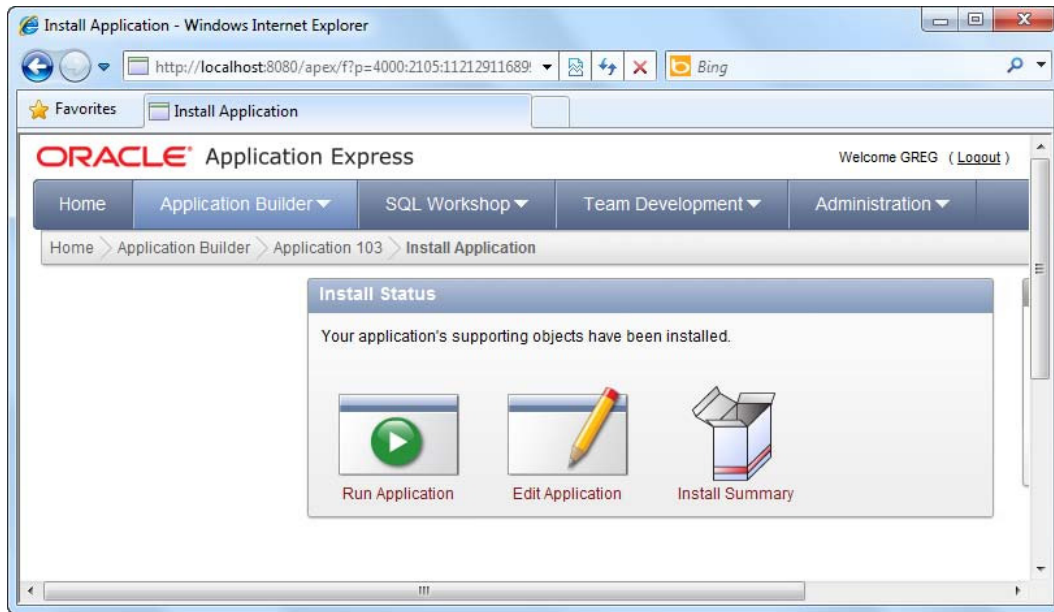 Install Application - Windows Internet Explorer
http://localhost:8080/apex/f?p=4000:2105:11212911689
Bing
Favorites
Install Application
ORACLE Application Express
Welcome GREG ( Logout )
Home Application Builder SQL Workshop Team Development Administration
Home Application Builder Application 103 Install Application
Install Status
Your application's supporting objects have been installed.
Run Application Edit Application Install Summary